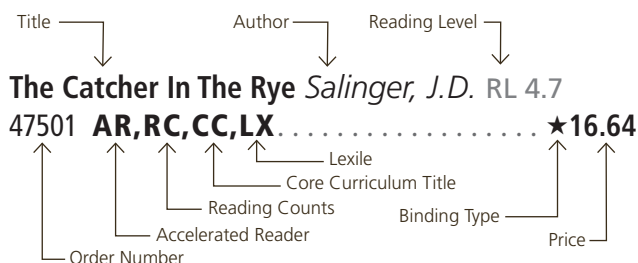 Title Author Reading Level
The Catcher In The Rye Salinger, J.D. RL 4.7
47501 AR,RC,CC,LX. . . . . . . . . . . . . . . . . . ★16.64
Lexile
Core Curriculum Title
Reading Counts
Binding Type
Accelerated Reader
Price
Order Number